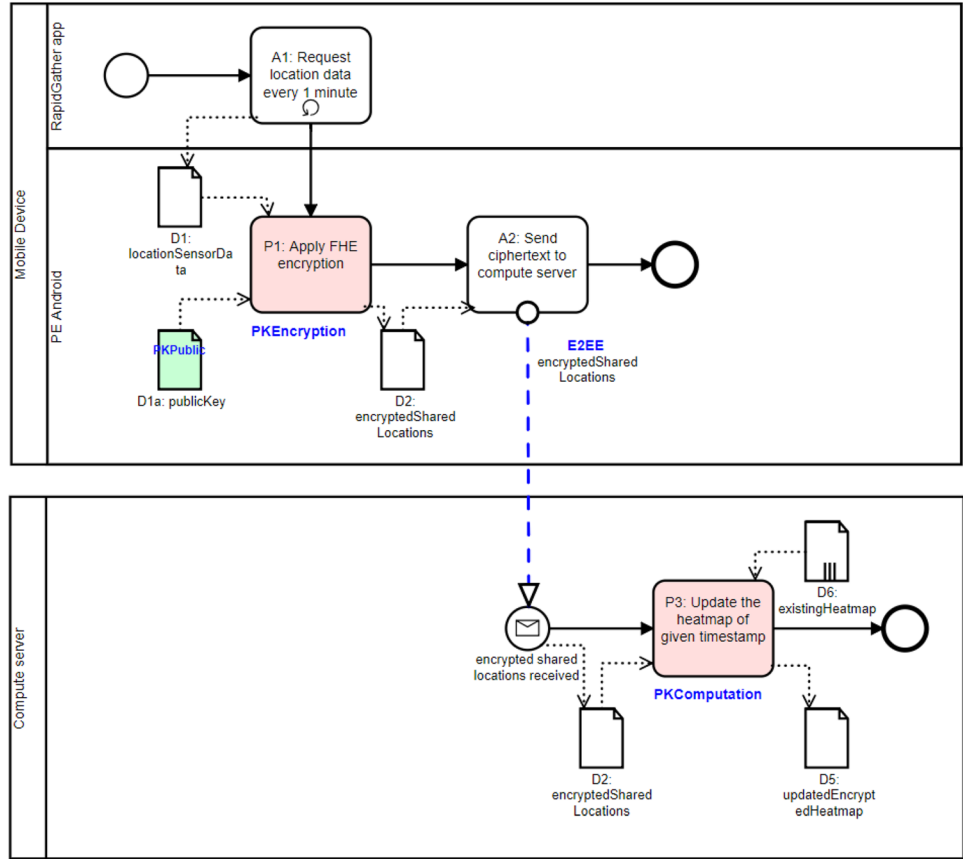 Mobile Device
RapidGather app
A1: Request
location data
every 1 minute
PE Android
D1:
locationSensorDa
ta
P1: Apply FHE
encryption
PKEncryption
A2: Send
ciphertext to
compute server
PKPublic
D1a: publicKey
D2:
encryptedShared
Locations
E2EE
encryptedShared
Locations
Compute server
encrypted shared
locations received
P3: Update the
heatmap of
given timestamp
PKComputation
D6:
existingHeatmap
D2:
encryptedShared
Locations
D5:
updatedEncrypt
edHeatmap